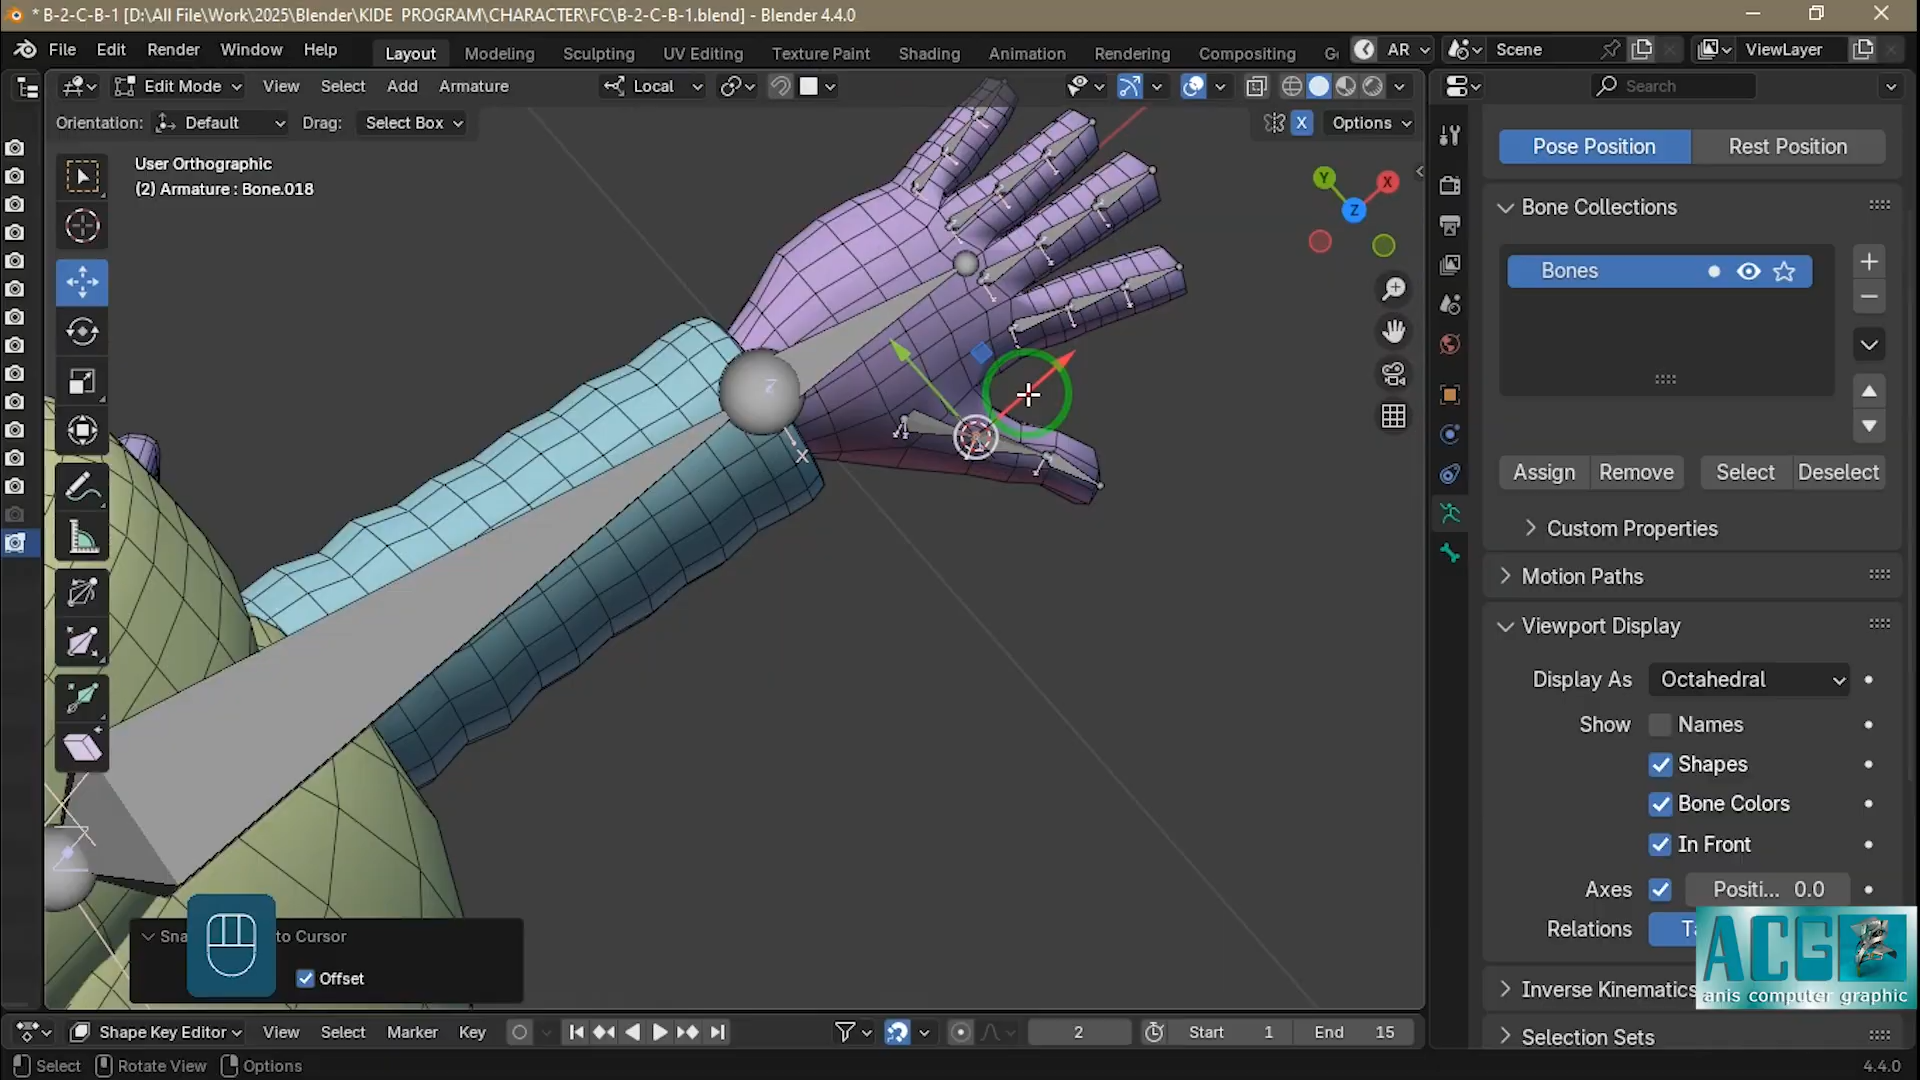 * B-2-C-B-1 [D:\All File\Work\2025\Blender\KIDE PROGRAM\CHARACTER\FC\B-2-C-B-1.blend] - Blender 4.4.0
File Edit Render Window Help Layout Modeling Sculpting UV Editing Texture Paint Shading Animation Rendering Compositing Ge AR Scene ViewLayer
Edit Mode View Select Add Armature Local Search
Orientation: Default Drag: Select Box X Options
User Orthographic
(2) Armature : Bone.018
Pose Position Rest Position
Bone Collections
Bones
Assign Remove Select Deselect
Custom Properties
Motion Paths
Viewport Display
Display As Octahedral
Show Names
Shapes
Bone Colors
In Front
Axes Positi... 0.0
Relations
Inverse Kinematics
Selection Sets
Y X Z
Z
X
to Cursor
Offset
ACG
anis computer graphic
Shape Key Editor View Select Marker Key 2 Start 1 End 15
Select Rotate View Options 4.4.0